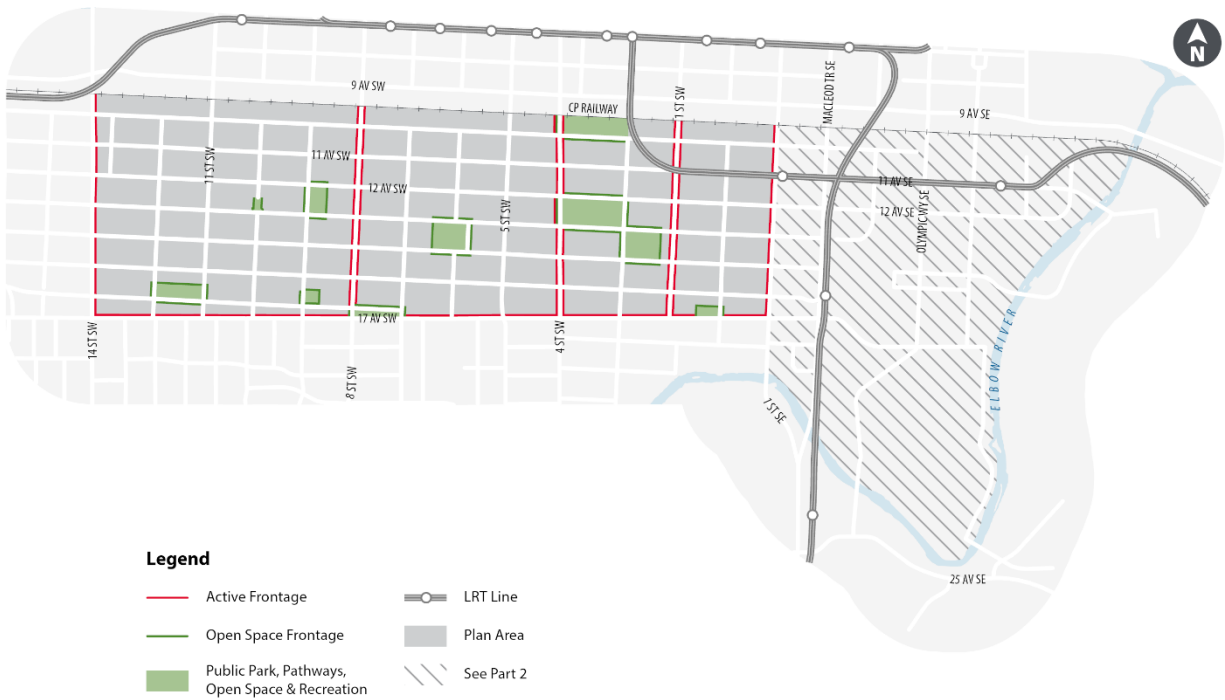 N
9 AV SW
CP RAILWAY
1 ST SW
MACLEOD TR SE
9 AV SE
11 ST SW
11 AV SW
12 AV SW
5 ST SW
11 AV SE
12 AV SE
OLYMPIC WY SE
14 ST SW
17 AV SW
8 ST SW
4 ST SW
1 ST SE
ELBOW RIVER
25 AV SE
Legend
Active Frontage
LRT Line
Open Space Frontage
Plan Area
Public Park, Pathways,
Open Space & Recreation
See Part 2